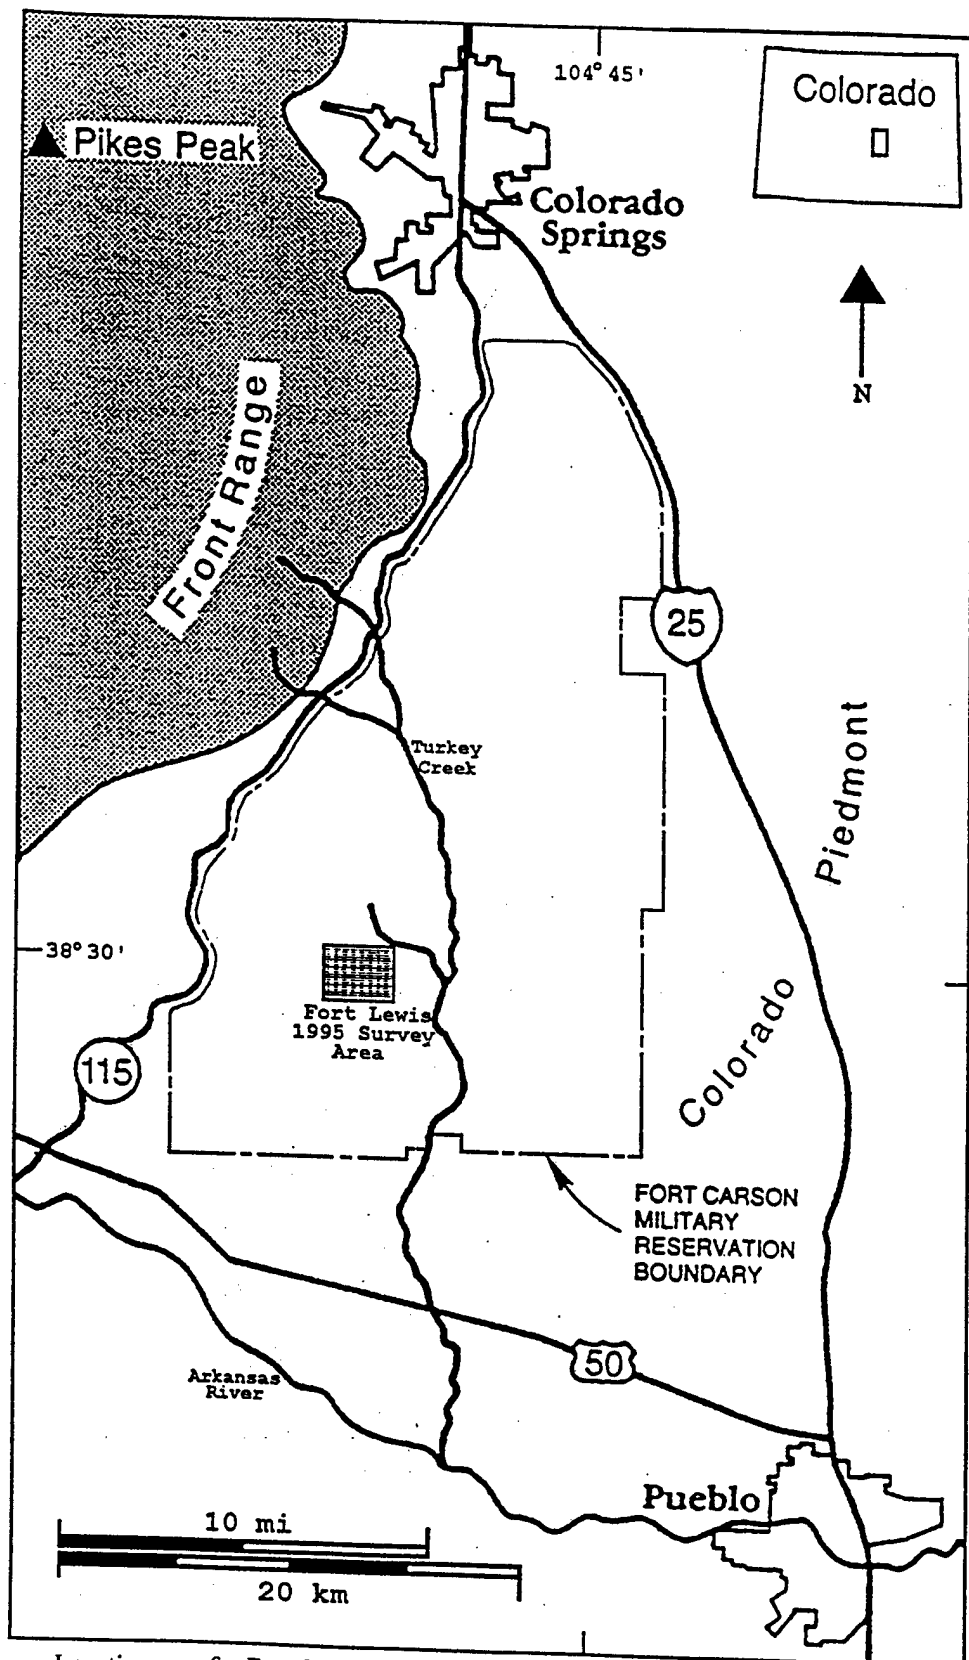 104° 45'
Colorado
Pikes Peak
Colorado
Springs
N
Front Range
25
Turkey
Creek
Piedmont
38° 30'
Fort Lewis
1995 Survey
Area
Colorado
115
FORT CARSON
MILITARY
RESERVATION
BOUNDARY
50
Arkansas
River
Pueblo
10 mi
20 km